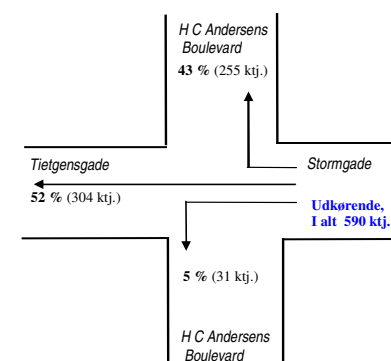 H C Andersens
Boulevard
43 % (255 ktj.)
Tietgensgade
Stormgade
52 % (304 ktj.)
Udkørende,
I alt 590 ktj.
5 % (31 ktj.)
H C Andersens
Boulevard